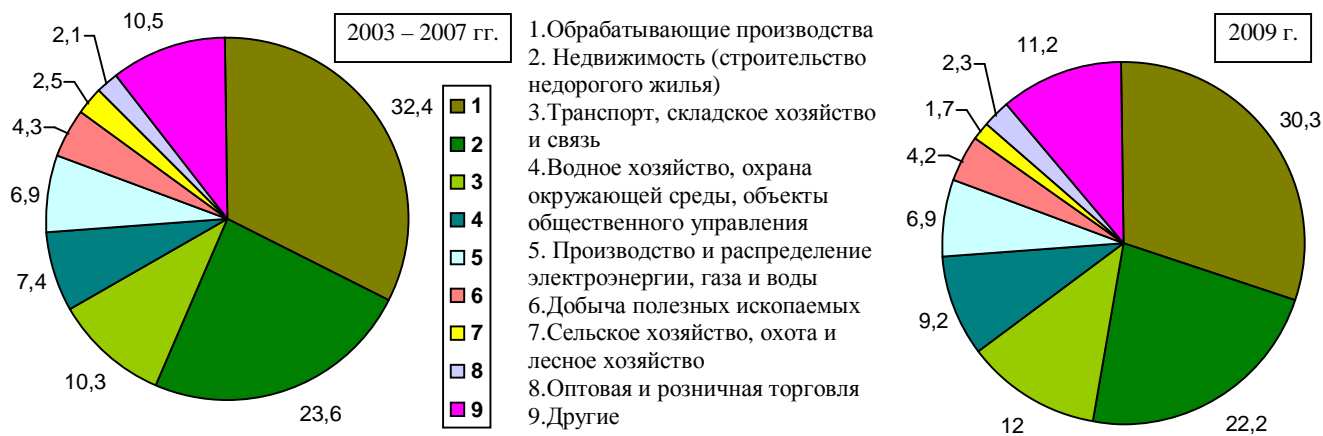 2003 – 2007 гг.
10,5
2,1
2,5
4,3
6,9
7,4
10,3
23,6
32,4
1
2
3
4
5
6
7
8
9
1.Обрабатывающие производства
2. Недвижимость (строительство
недорогого жилья)
3.Транспорт, складское хозяйство
и связь
4.Водное хозяйство, охрана
окружающей среды, объекты
общественного управления
5. Производство и распределение
электроэнергии, газа и воды
6.Добыча полезных ископаемых
7.Сельское хозяйство, охота и
лесное хозяйство
8.Оптовая и розничная торговля
9.Другие
2009 г.
11,2
2,3
1,7
4,2
6,9
9,2
12
22,2
30,3